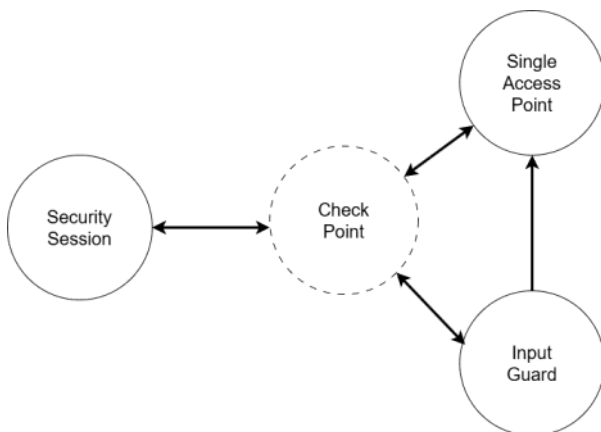 Single
Access
Point
Security
Session
Check
Point
Input
Guard